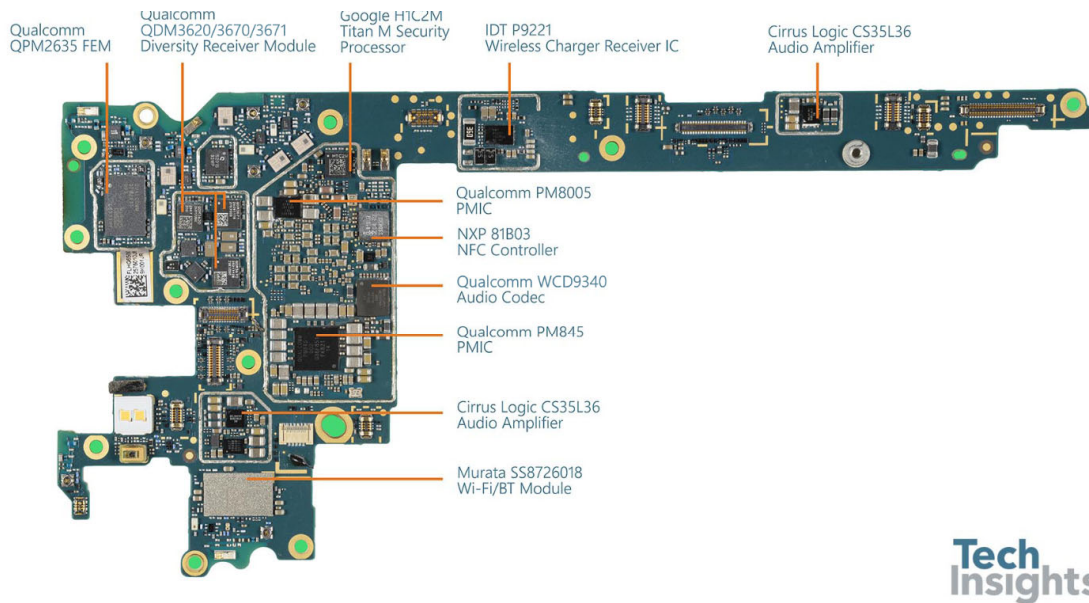 Qualcomm
QPM2635 FEM
Qualcomm
QDM3620/3670/3671
Diversity Receiver Module
Google H1C2M
Titan M Security
Processor
IDT P9221
Wireless Charger Receiver IC
Cirrus Logic CS35L36
Audio Amplifier
Qualcomm PM8005
PMIC
NXP 81B03
NFC Controller
Qualcomm WCD9340
Audio Codec
Qualcomm PM845
PMIC
Cirrus Logic CS35L36
Audio Amplifier
Murata SS8726018
Wi-Fi/BT Module
Tech
Insights